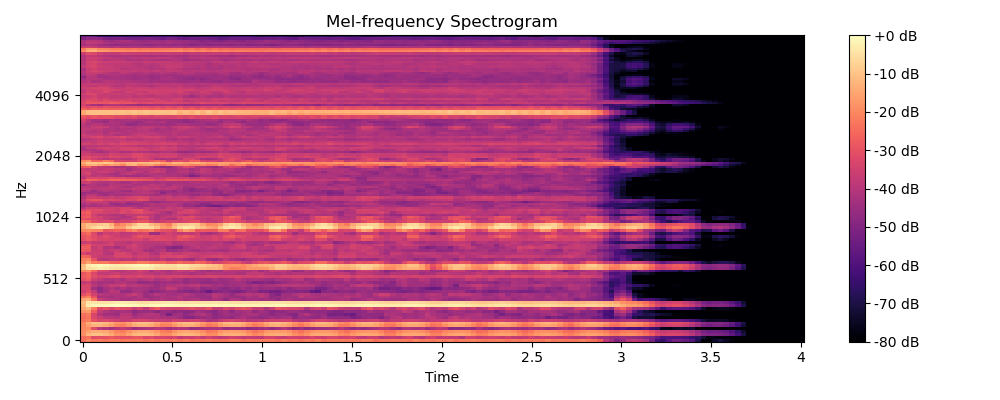 Mel-frequency Spectrogram
Hz
4096
2048
1024
512
0
0
0.5
1
1.5
2
2.5
3
3.5
4
Time
+0 dB
-10 dB
-20 dB
-30 dB
-40 dB
-50 dB
-60 dB
-70 dB
-80 dB